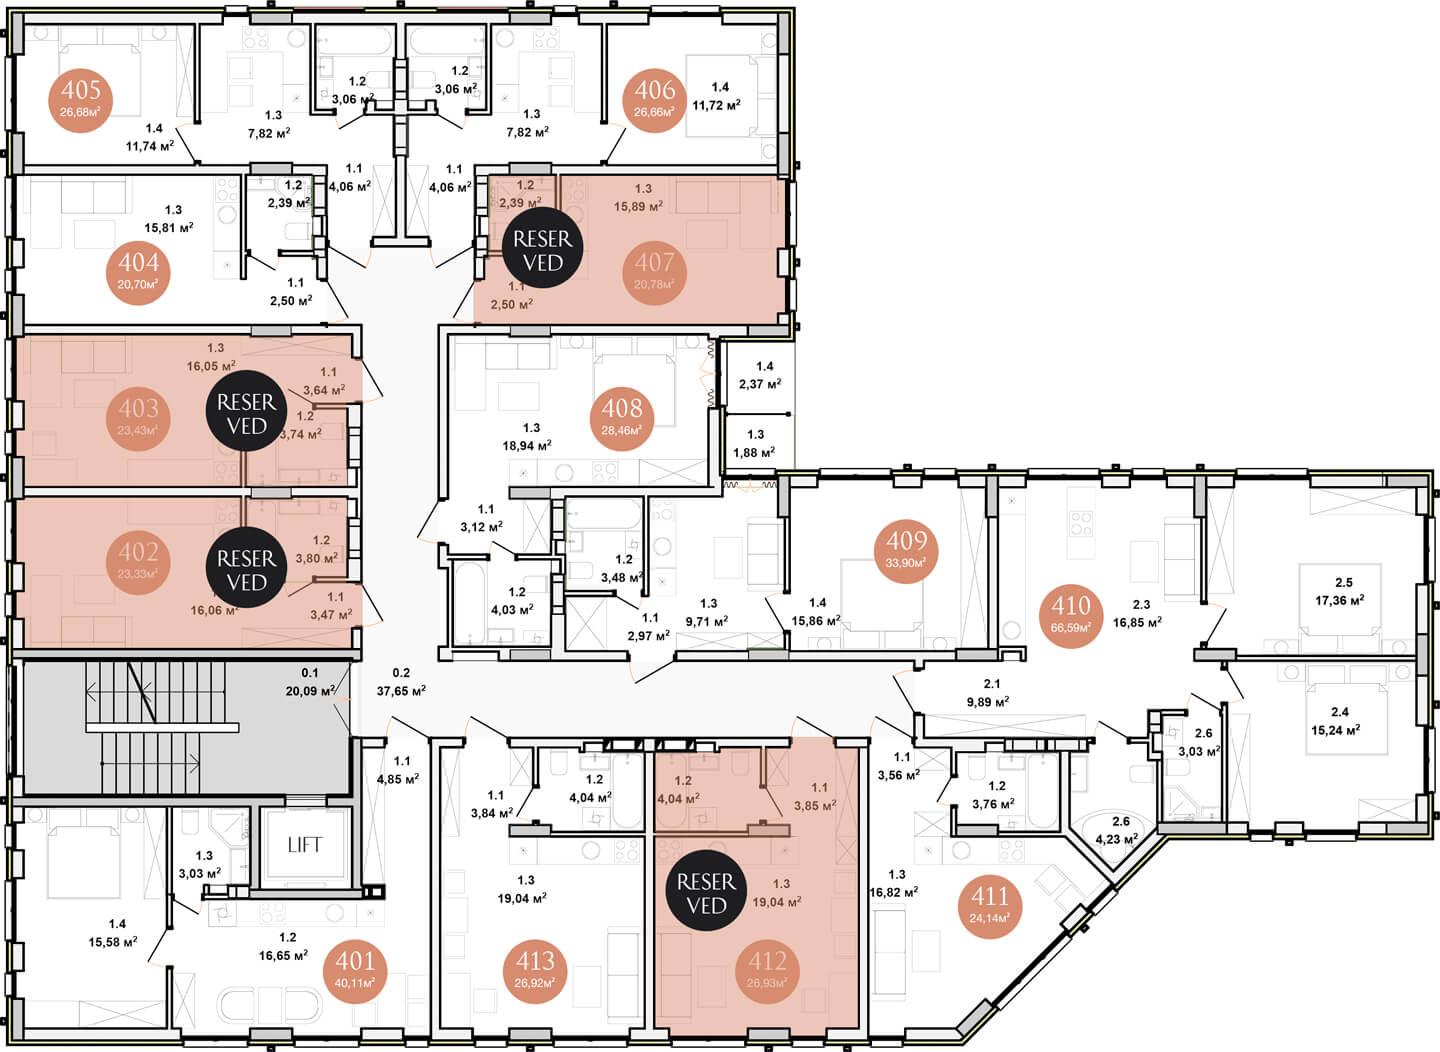 405
26,68м²
1.4
11,74 м²
1.3
7,82 м²
1.2
3,06 м²
1.1
4,06 м²
1.2
3,06 м²
1.1
4,06 м²
1.3
7,82 м²
406
26,66м²
1.4
11,72 м²
1.3
15,81 м²
404
20,70м²
1.2
2,39 м²
1.1
2,50 м²
1.2
2,39 м²
RESER
VED
1.1
2,50 м²
1.3
15,89 м²
407
20,78м²
1.3
16,05 м²
403
23,43м²
RESER
VED
1.1
3,64 м²
1.2
3,74 м²
402
23,33м²
RESER
VED
16,06 м²
1.2
3,80 м²
1.1
3,47 м²
408
28,46м²
1.3
18,94 м²
1.4
2,37 м²
1.3
1,88 м²
1.1
3,12 м²
1.2
4,03 м²
1.2
3,48 м²
1.1
2,97 м²
1.3
9,71 м²
409
33,90м²
1.4
15,86 м²
410
66,59м²
2.3
16,85 м²
2.5
17,36 м²
2.4
15,24 м²
2.1
9,89 м²
2.6
3,03 м²
2.6
4,23 м²
0.1
20,09 м²
0.2
37,65 м²
LIFT
1.1
4,85 м²
1.3
3,03 м²
1.4
15,58 м²
1.2
16,65 м²
401
40,11м²
1.1
3,84 м²
1.2
4,04 м²
1.3
19,04 м²
413
26,92м²
1.2
4,04 м²
1.1
3,85 м²
RESER
VED
1.3
19,04 м²
412
26,93м²
1.1
3,56 м²
1.2
3,76 м²
1.3
16,82 м²
411
24,14м²